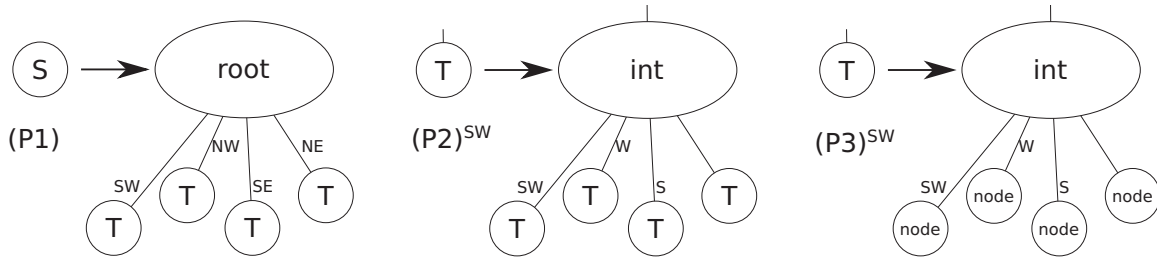 S
root
T
int
T
int
(P1)
NW
NE
SW
SE
T
T
T
T
(P2)^SW
W
SW
S
T
T
T
T
(P3)^SW
W
SW
S
node
node
node
node